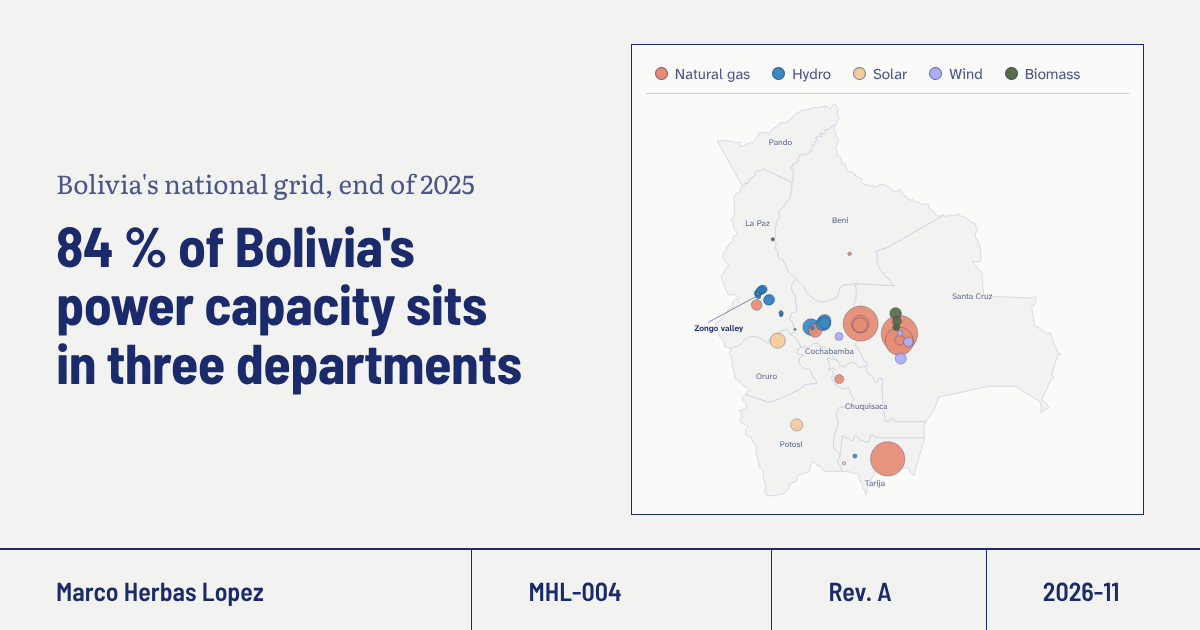 Bolivia's national grid, end of 2025
84 % of Bolivia's
power capacity sits
in three departments
Natural gas
Hydro
Solar
Wind
Biomass
Pando
La Paz
Beni
Santa Cruz
Zongo valley
Cochabamba
Oruro
Chuquisaca
Potosí
Tarija
Marco Herbas Lopez
MHL-004
Rev. A
2026-11